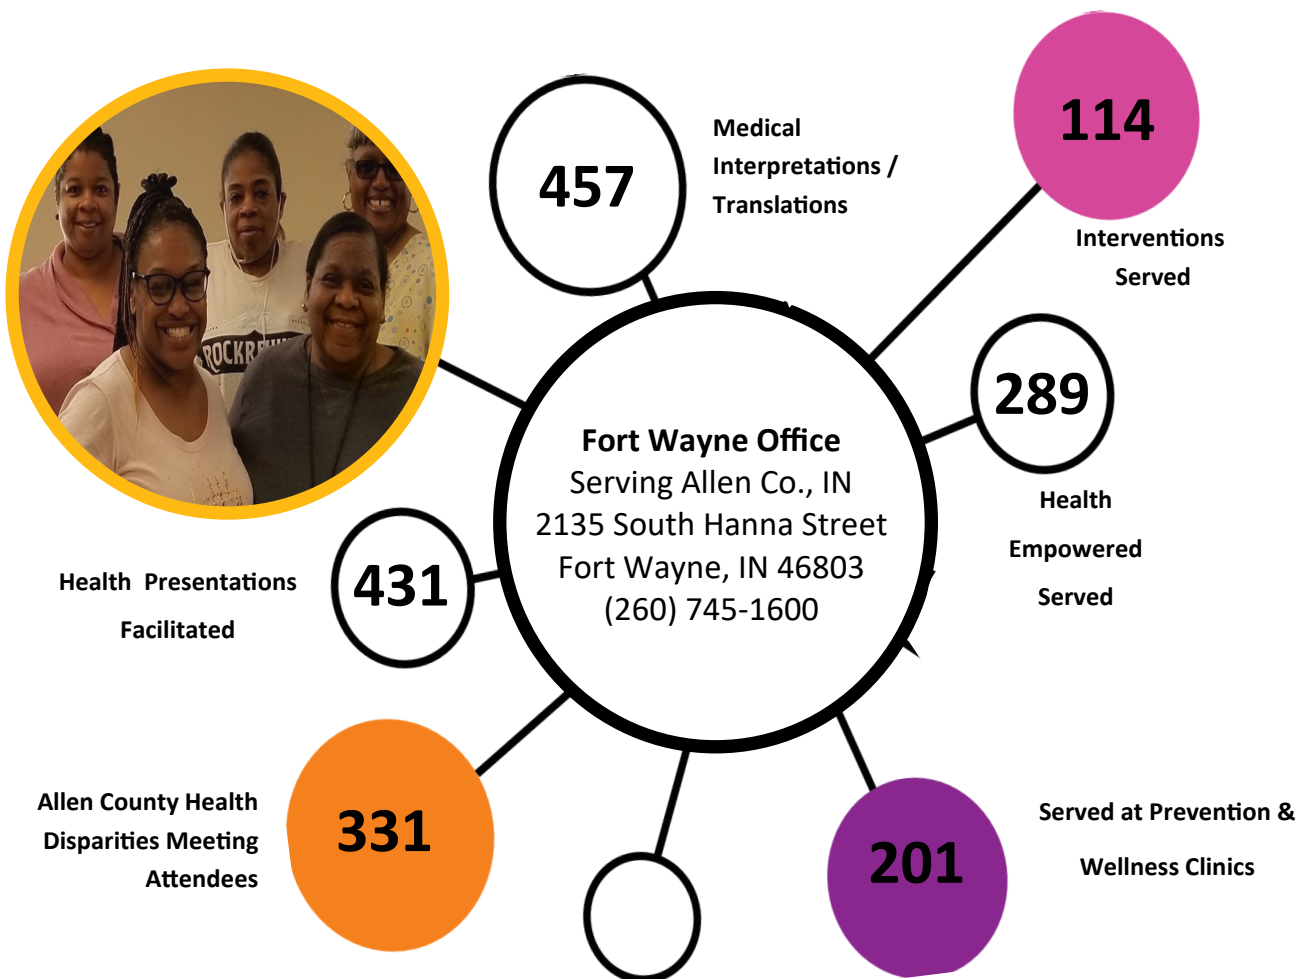 457
Medical
Interpretations /
Translations
114
Interventions
Served
289
Health
Empowered
Served
Fort Wayne Office
Serving Allen Co., IN
2135 South Hanna Street
Fort Wayne, IN 46803
(260) 745-1600
Health Presentations
Facilitated
431
Allen County Health
Disparities Meeting
Attendees
331
201
Served at Prevention &
Wellness Clinics